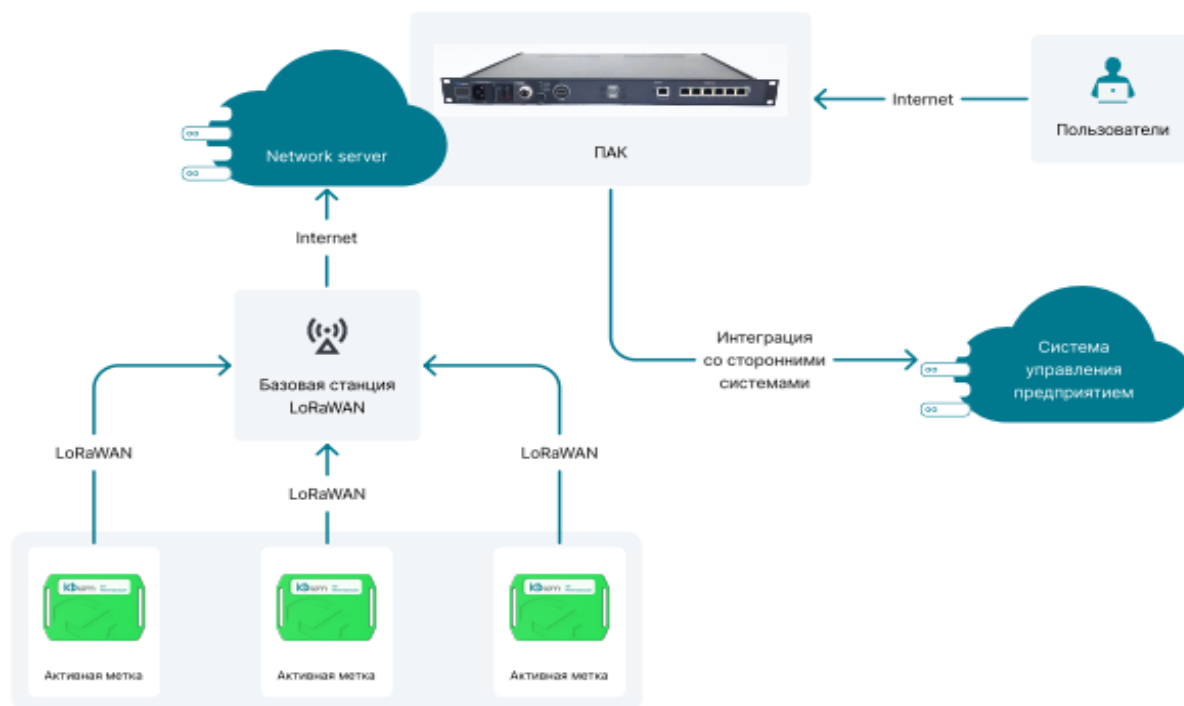 Network server
ПАК
Internet
Пользователи
Internet
Базовая станция
LoRaWAN
Интеграция
со сторонними
системами
Система
управления
предприятием
LoRaWAN
LoRaWAN
LoRaWAN
Активная метка
Активная метка
Активная метка